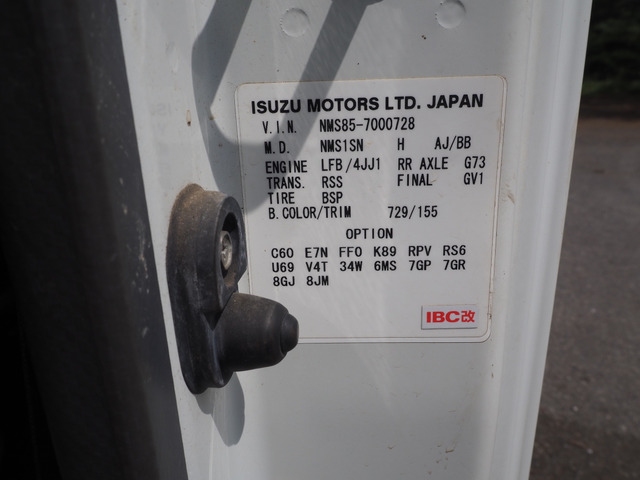 ISUZU MOTORS LTD. JAPAN
V.I.N. NMS85-7000728
M.D. NMS1SN H AJ/BB
ENGINE LFB/4JJ1 RR AXLE G73
TRANS. RSS FINAL GV1
TIRE BSP
B.COLOR/TRIM 729/155
OPTION
C60 E7N FF0 K89 RPV RS6
U69 V4T 34W 6MS 7GP 7GR
8GJ 8JM
IBC改